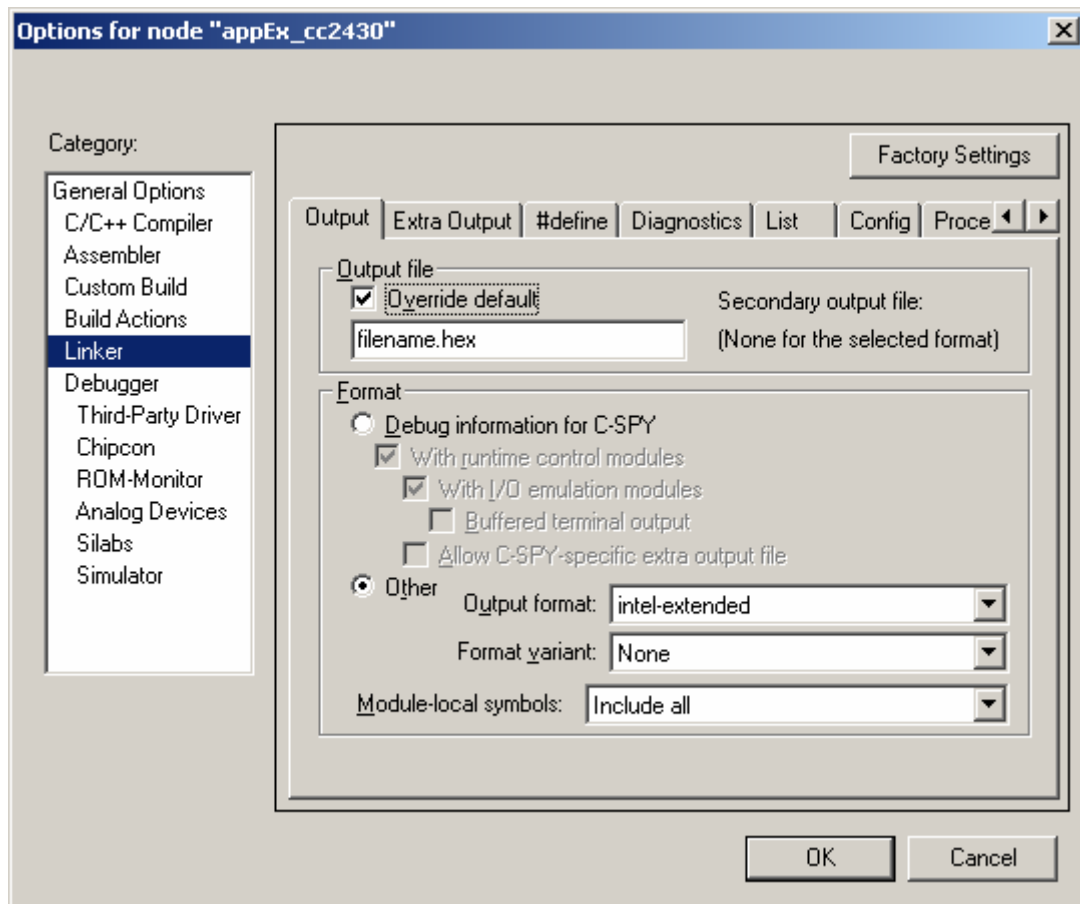 Options for node "appEx_cc2430"
Category:
General Options
C/C++ Compiler
Assembler
Custom Build
Build Actions
Linker
Debugger
Third-Party Driver
Chipcon
ROM-Monitor
Analog Devices
Silabs
Simulator
Factory Settings
Output Extra Output #define Diagnostics List Config Proce
Output file
Override default Secondary output file:
filename.hex (None for the selected format)
Format
Debug information for C-SPY
With runtime control modules
With I/O emulation modules
Buffered terminal output
Allow C-SPY-specific extra output file
Other
Output format: intel-extended
Format variant: None
Module-local symbols: Include all
OK Cancel